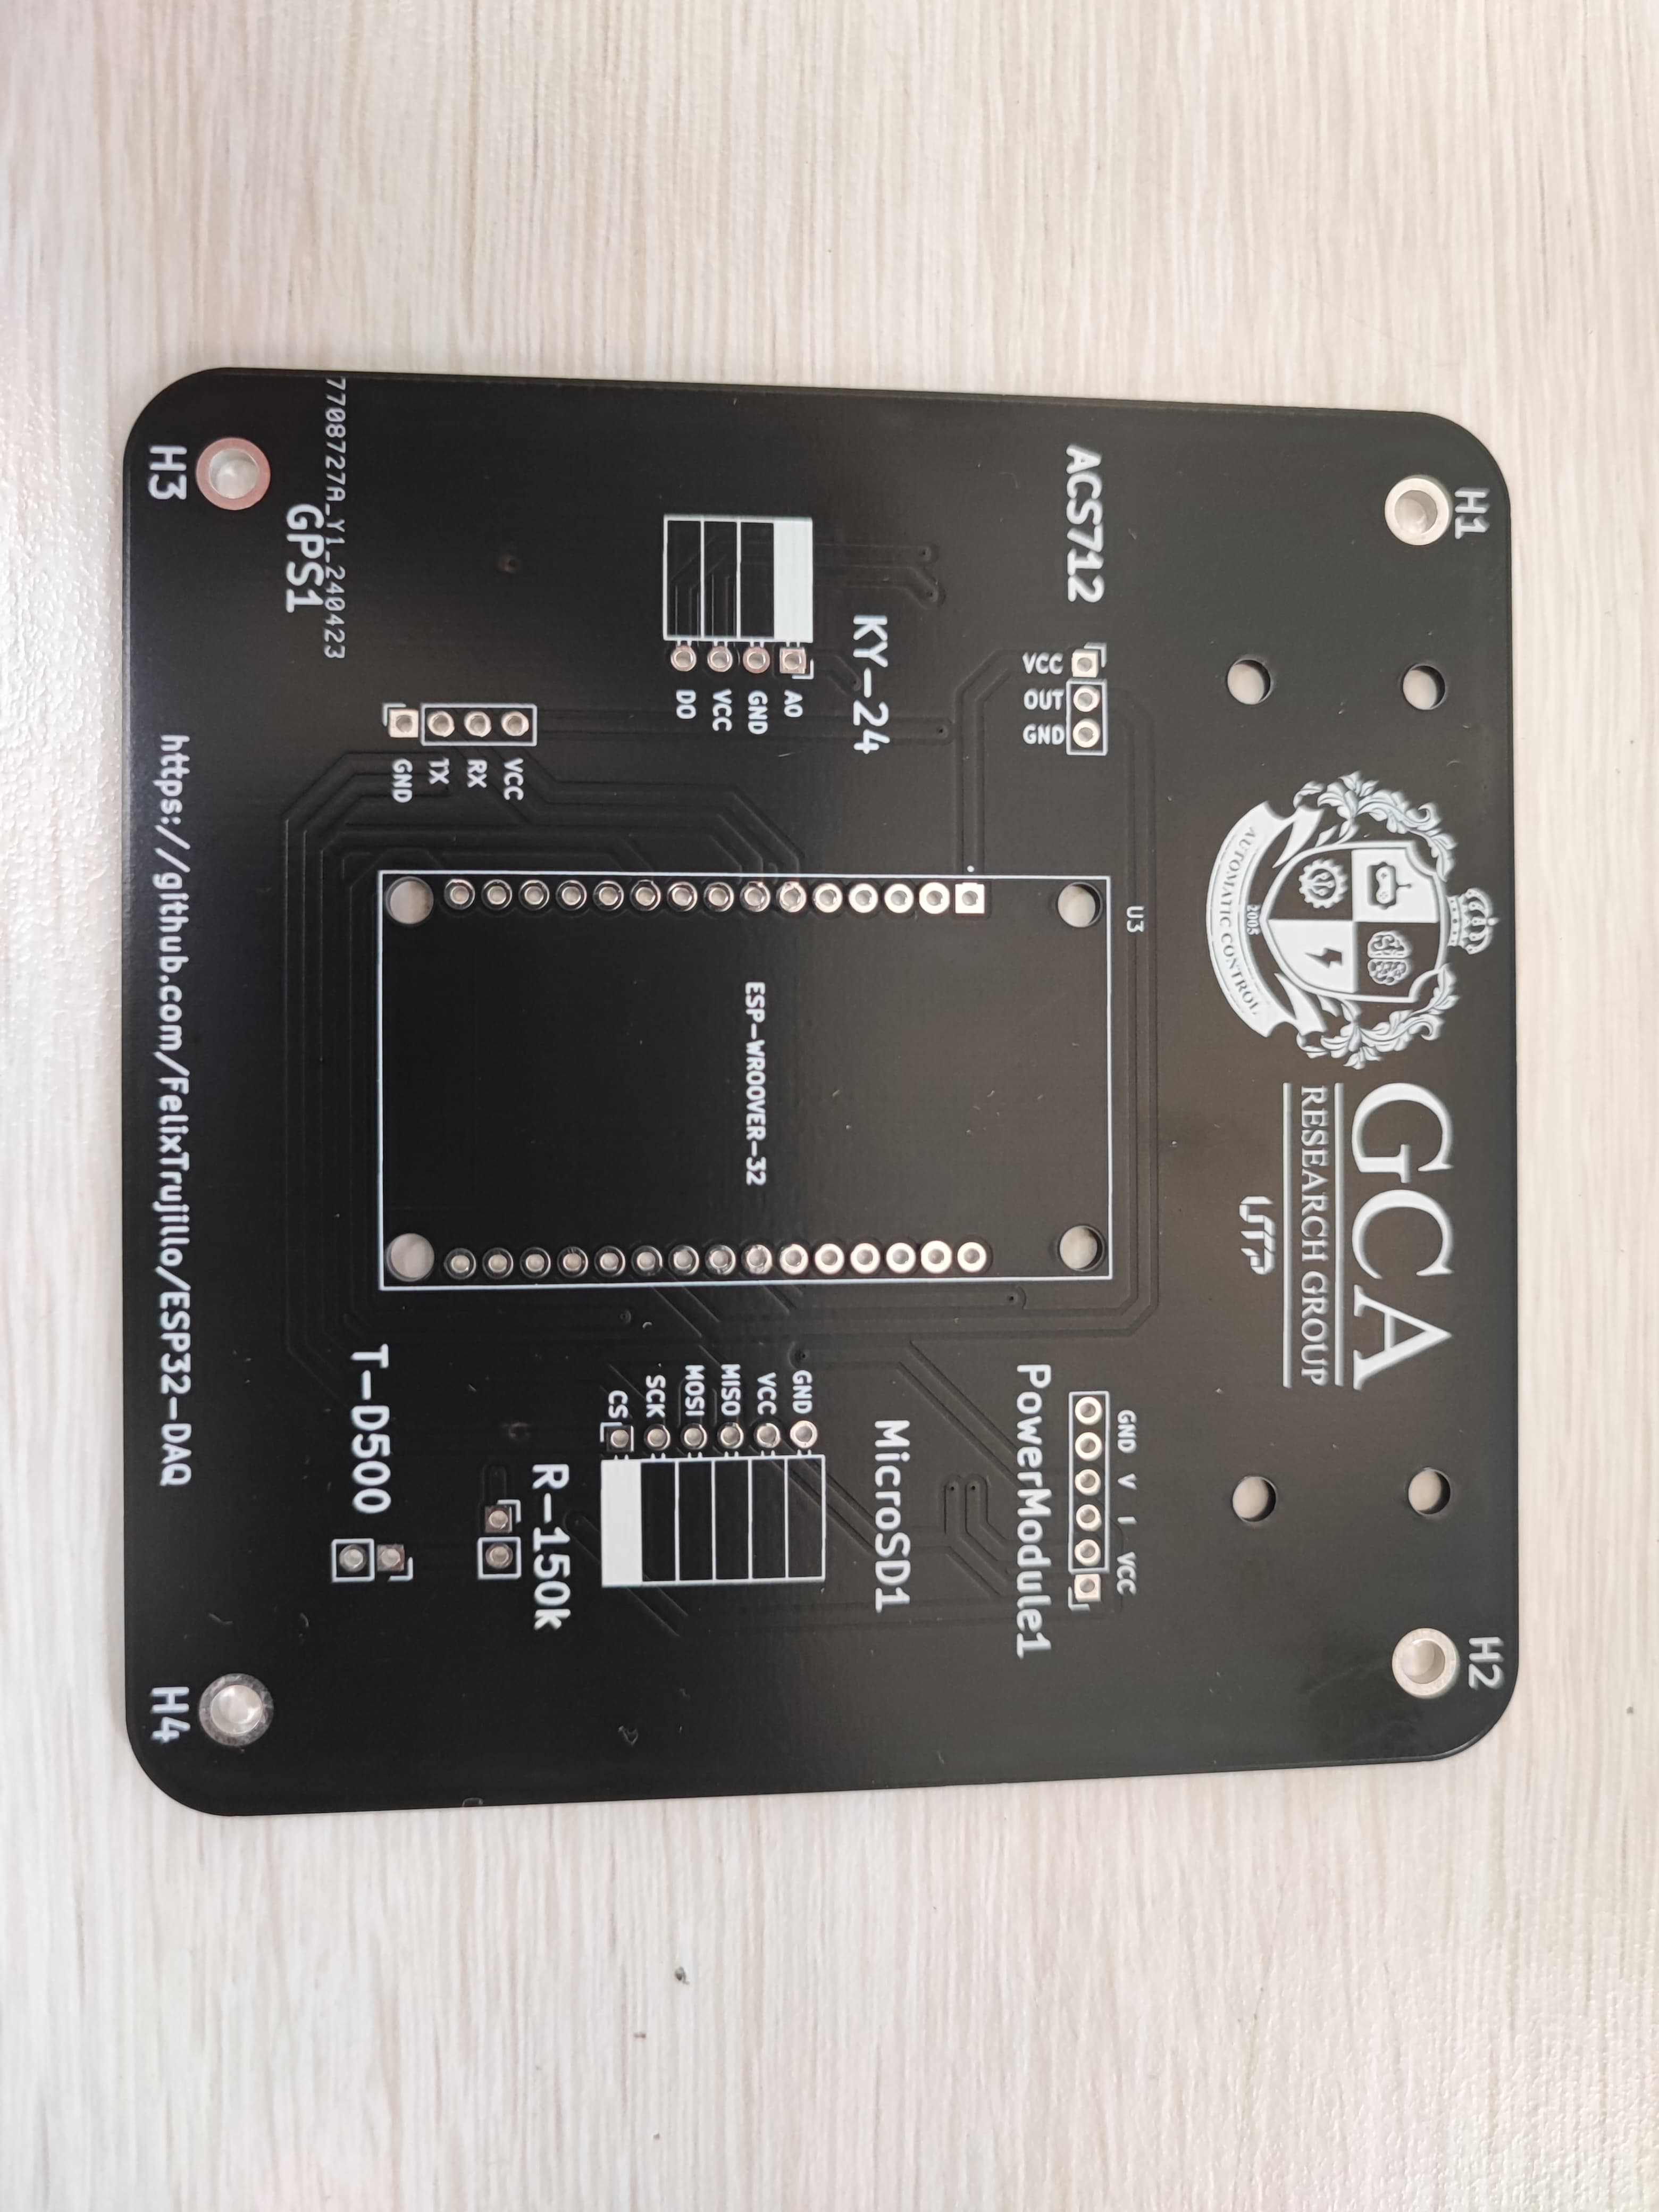 H1
H2
GCA
RESEARCH GROUP
UTP
2005
AUTOMATIC CONTROL
U3
ACS712
VCC
OUT
GND
GND V I VCC
PowerModule1
KY-24
A0
GND
VCC
D0
ESP-WROOVER-32
MicroSD1
GND
VCC
MISO
MOSI
SCK
CS
R-150k
VCC
RX
TX
GND
T-D500
7708727A_Y1_240423
GPS1
H3
https://github.com/FelixTrujillo/ESP32-DAQ
H4